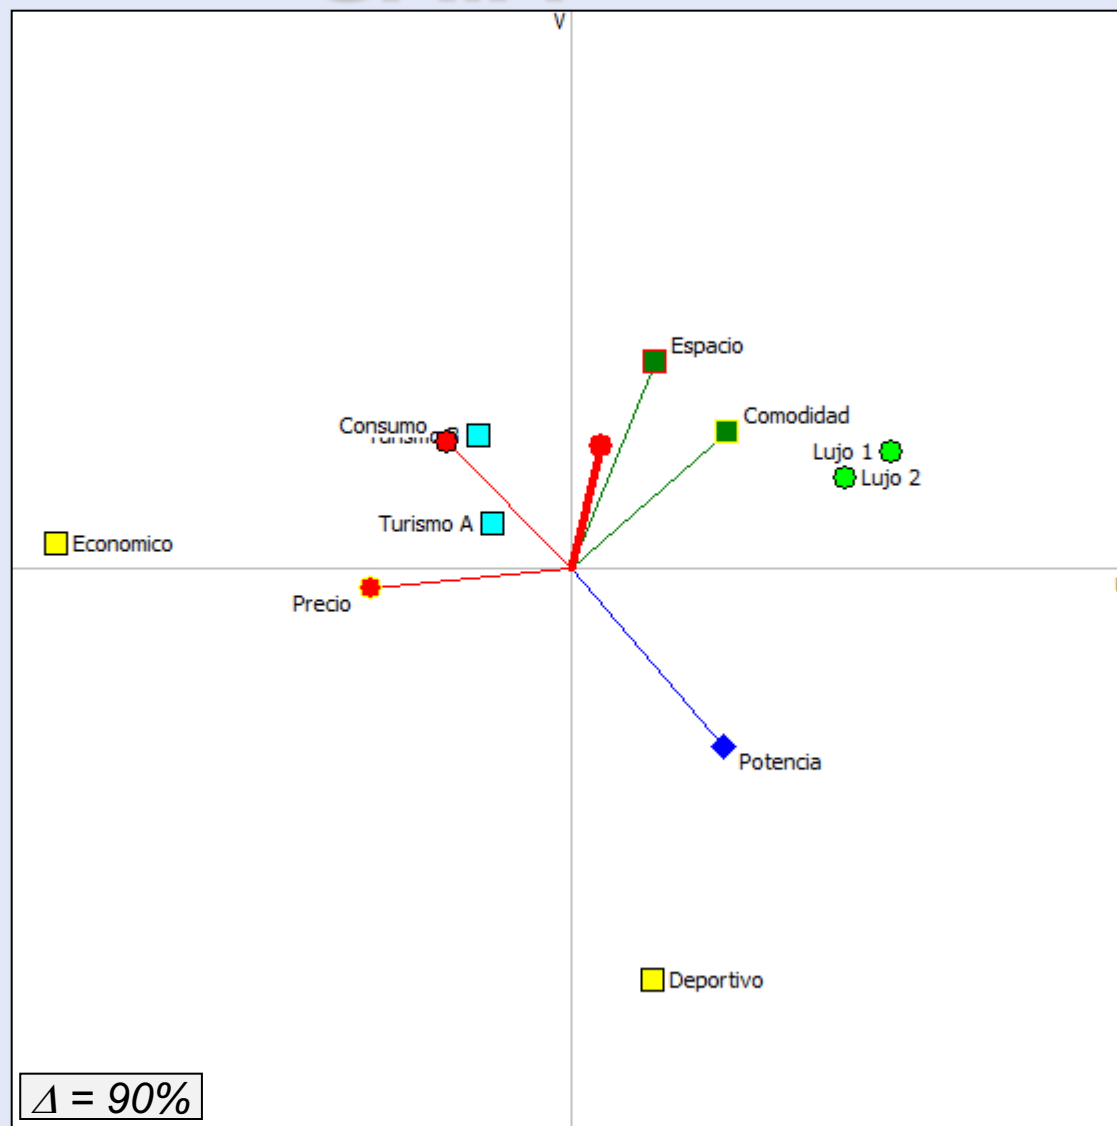 V
Espacio
Comodidad
Consumo
Lujo 1
Lujo 2
Turismo A
Economico
Precio
Potencia
Deportivo
Δ = 90%